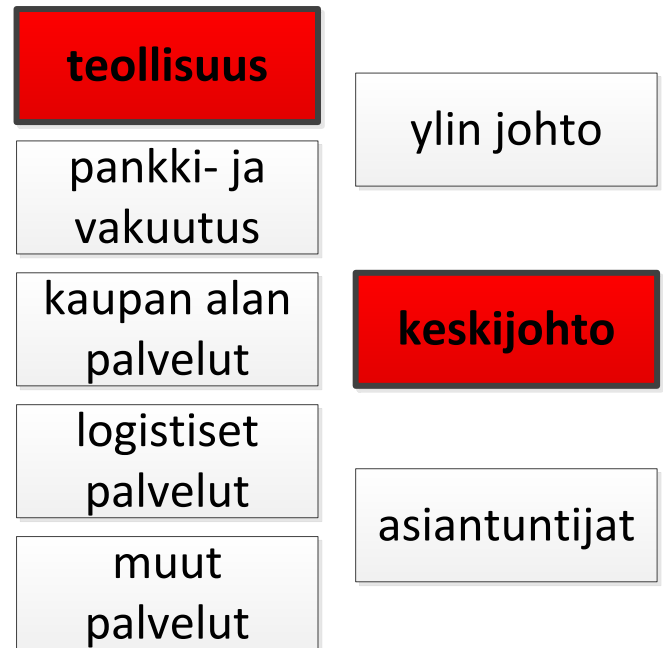 teollisuus
pankki- ja
vakuutus
kaupan alan
palvelut
logistiset
palvelut
muut
palvelut
ylin johto
keskijohto
asiantuntijat